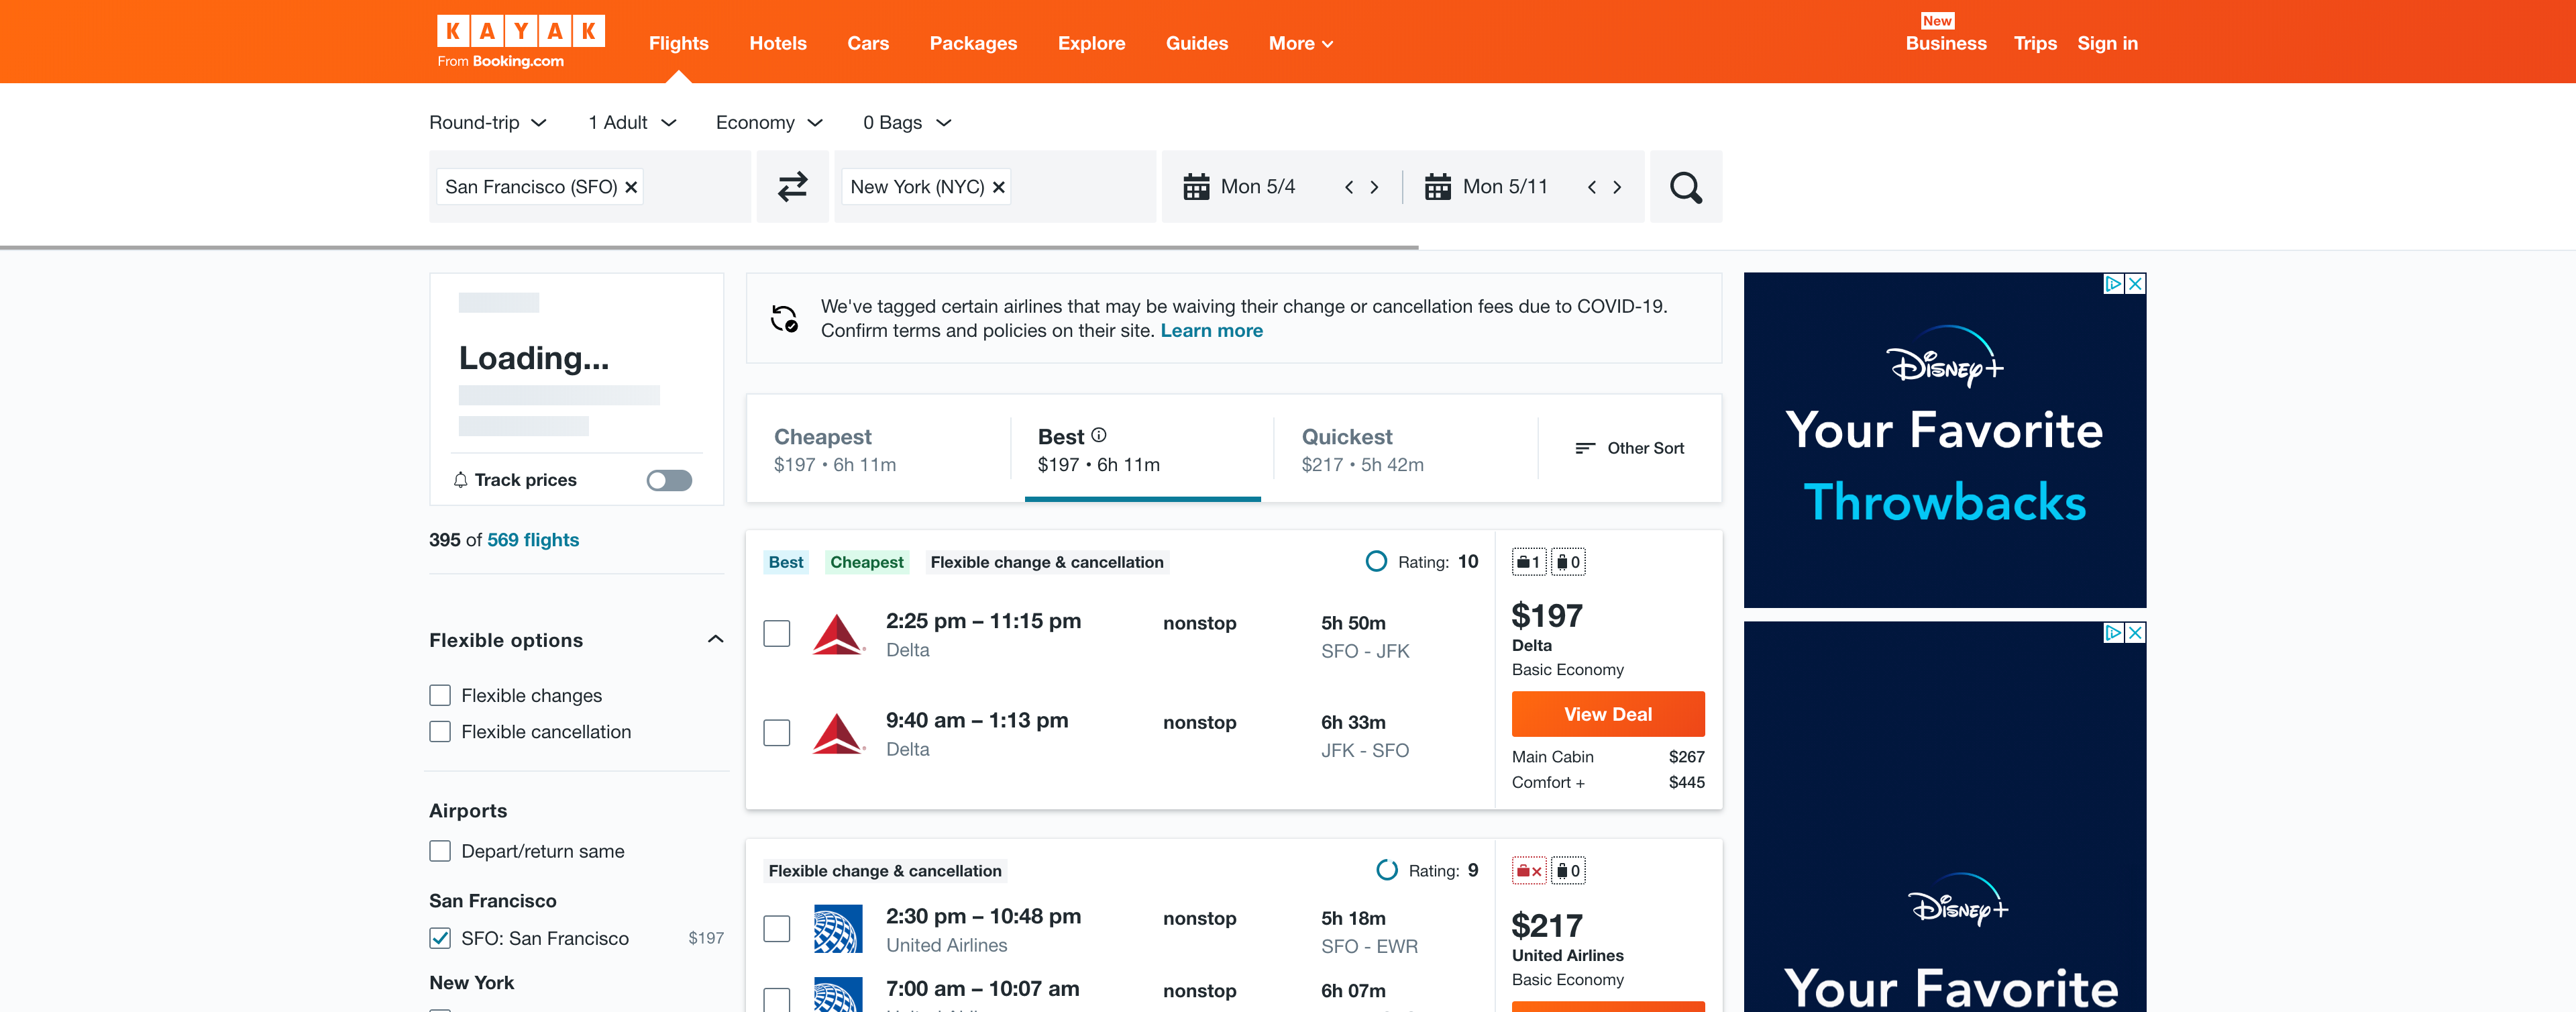 KAYAK
From Booking.com
Flights
Hotels
Cars
Packages
Explore
Guides
More
New
Business
Trips
Sign in
Round-trip
1 Adult
Economy
0 Bags
San Francisco (SFO)
New York (NYC)
Mon 5/4
Mon 5/11
Loading...
Track prices
395 of 569 flights
Flexible options
Flexible changes
Flexible cancellation
Airports
Depart/return same
San Francisco
SFO: San Francisco $197
New York
We've tagged certain airlines that may be waiving their change or cancellation fees due to COVID-19.
Confirm terms and policies on their site. Learn more
Cheapest
$197 • 6h 11m
Best
$197 • 6h 11m
Quickest
$217 • 5h 42m
Other Sort
Best Cheapest Flexible change & cancellation Rating: 10
2:25 pm – 11:15 pm nonstop 5h 50m
Delta SFO - JFK
9:40 am – 1:13 pm nonstop 6h 33m
Delta JFK - SFO
1 0
$197
Delta
Basic Economy
View Deal
Main Cabin $267
Comfort + $445
Flexible change & cancellation Rating: 9
2:30 pm – 10:48 pm nonstop 5h 18m
United Airlines SFO - EWR
7:00 am – 10:07 am nonstop 6h 07m
0
$217
United Airlines
Basic Economy
Disney+
Your Favorite
Throwbacks
Disney+
Your Favorite